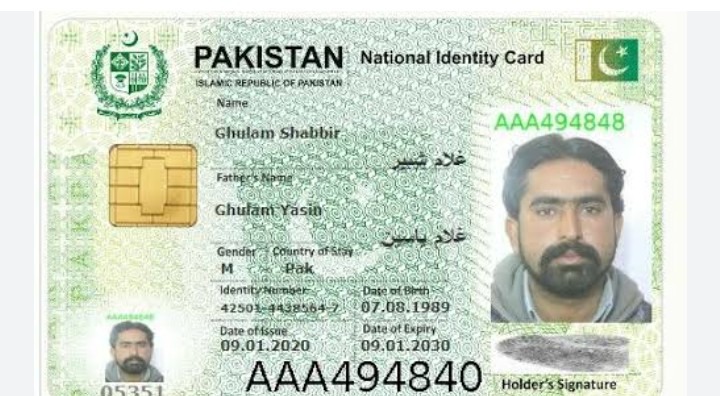 PAKISTAN National Identity Card
ISLAMIC REPUBLIC OF PAKISTAN
Name
Ghulam Shabbir
غلام شبیر
Father's Name
Ghulam Yasin
غلام یاسین
Gender Country of Stay
M Pak
Identity Number Date of Birth
42501-4438564-7 07.08.1989
Date of Issue Date of Expiry
09.01.2020 09.01.2030
AAA494840
AAA494848
Holder's Signature
05351